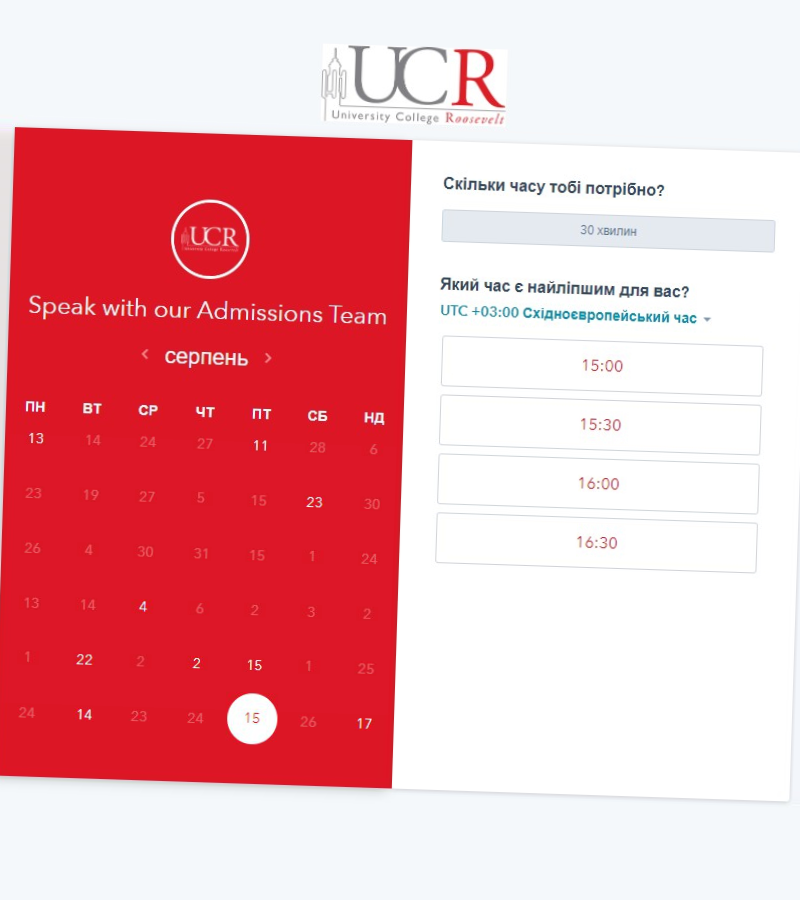 UCR
University College Roosevelt
UCR
Speak with our Admissions Team
серпень
ПН ВТ СР ЧТ ПТ СБ НД
13 14 24 27 11 28 6
23 19 27 5 15 23 30
26 4 30 31 15 1 24
13 14 4 6 2 3 2
1 22 2 2 15 1 25
24 14 23 24 15 26 17
Скільки часу тобі потрібно?
30 хвилин
Який час є найліпшим для вас?
UTC +03:00 Східноєвропейський час
15:00
15:30
16:00
16:30